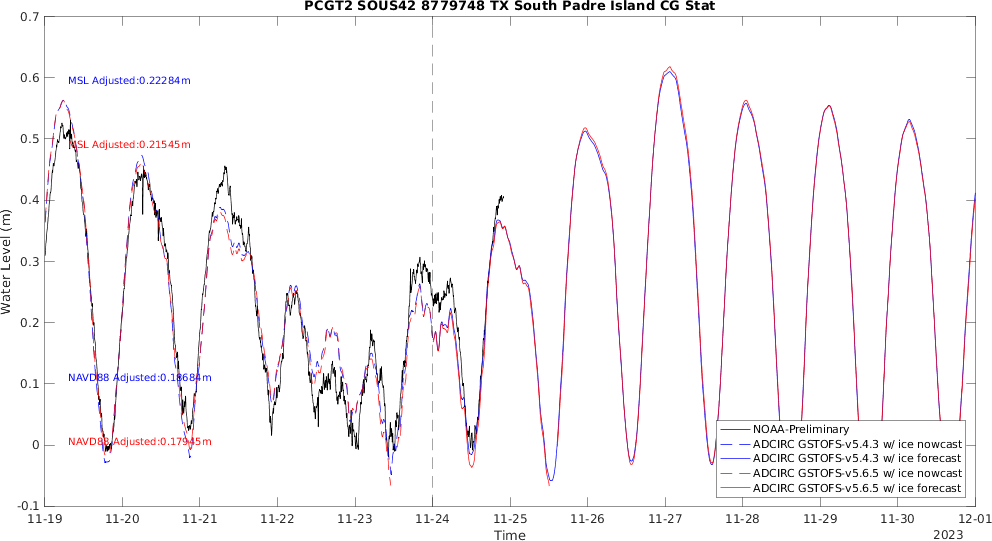 PCGT2 SOUS42 8779748 TX South Padre Island CG Stat
Water Level (m)
0.7
0.6
0.5
0.4
0.3
0.2
0.1
0
-0.1
MSL Adjusted:0.22284m
MSL Adjusted:0.21545m
NAVD88 Adjusted:0.18684m
NAVD88 Adjusted:0.17945m
NOAA-Preliminary
ADCIRC GSTOFS-v5.4.3 w/ ice nowcast
ADCIRC GSTOFS-v5.4.3 w/ ice forecast
ADCIRC GSTOFS-v5.6.5 w/ ice nowcast
ADCIRC GSTOFS-v5.6.5 w/ ice forecast
11-19 11-20 11-21 11-22 11-23 11-24 11-25 11-26 11-27 11-28 11-29 11-30 12-01
Time
2023